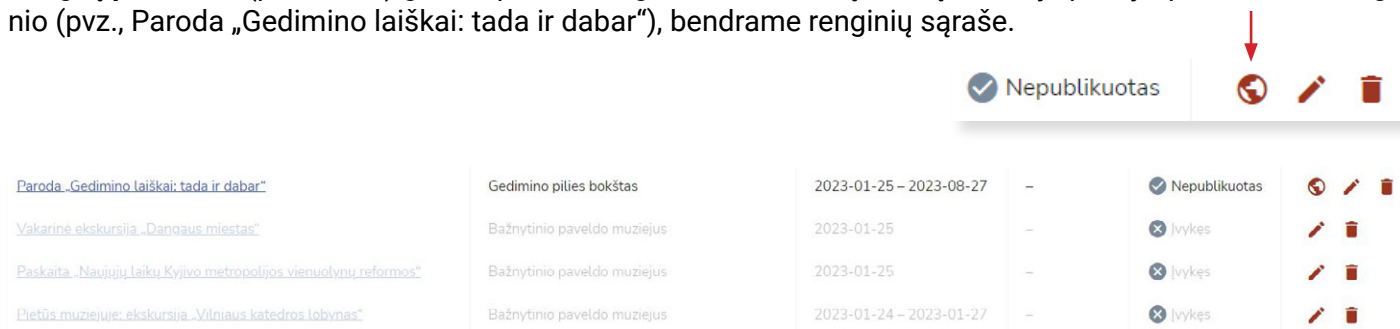 nio (pvz., Paroda „Gedimino laiškai: tada ir dabar“), bendrame renginių sąraše.
Nepublikuotas
Paroda „Gedimino laiškai: tada ir dabar“ Gedimino pilies bokštas 2023-01-25 – 2023-08-27 – Nepublikuotas
Vakarinė ekskursija „Dangaus miestas“ Bažnytinio paveldo muziejus 2023-01-25 – Įvykęs
Paskaita „Naujųjų laikų Kyjivo metropolijos vienuolynų reformos“ Bažnytinio paveldo muziejus 2023-01-25 – Įvykęs
Pietūs muziejuje: ekskursija „Vilniaus katedros lobynas“ Bažnytinio paveldo muziejus 2023-01-24 – 2023-01-27 – Įvykęs